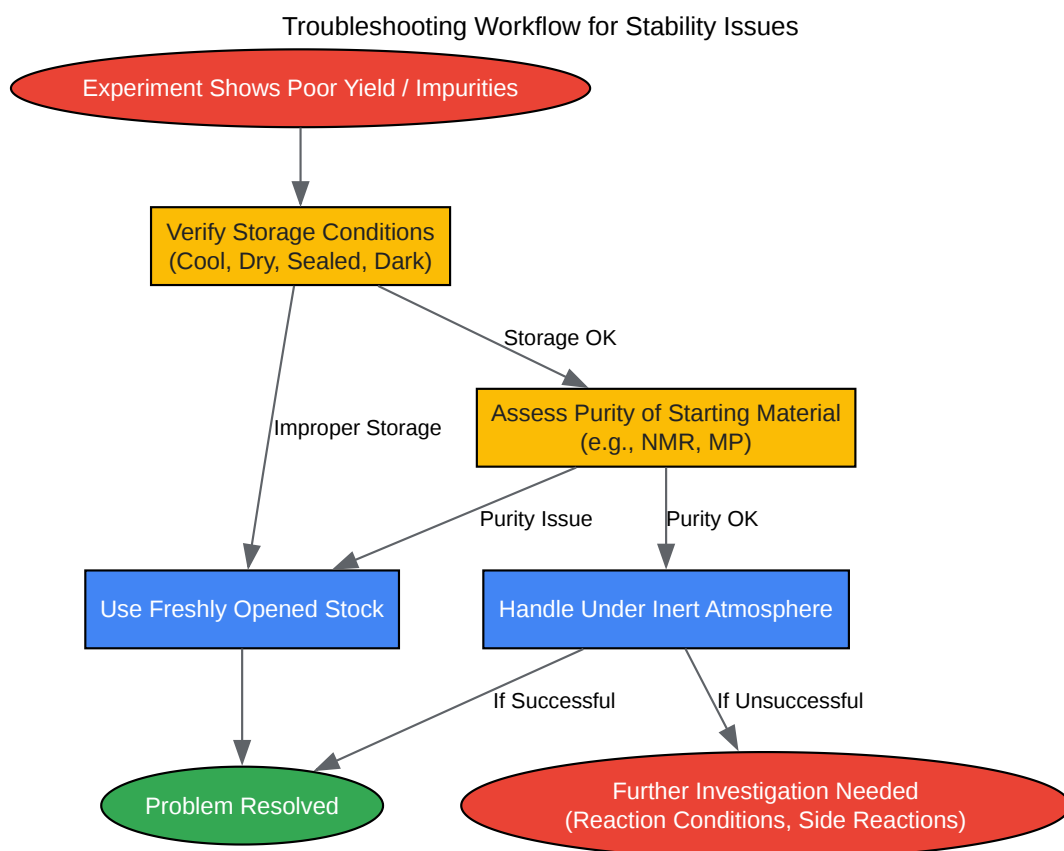 Troubleshooting Workflow for Stability Issues
Experiment Shows Poor Yield / Impurities
Verify Storage Conditions
(Cool, Dry, Sealed, Dark)
Storage OK
Assess Purity of Starting Material
(e.g., NMR, MP)
Improper Storage
Purity Issue
Purity OK
Use Freshly Opened Stock
Handle Under Inert Atmosphere
If Successful
If Unsuccessful
Problem Resolved
Further Investigation Needed
(Reaction Conditions, Side Reactions)